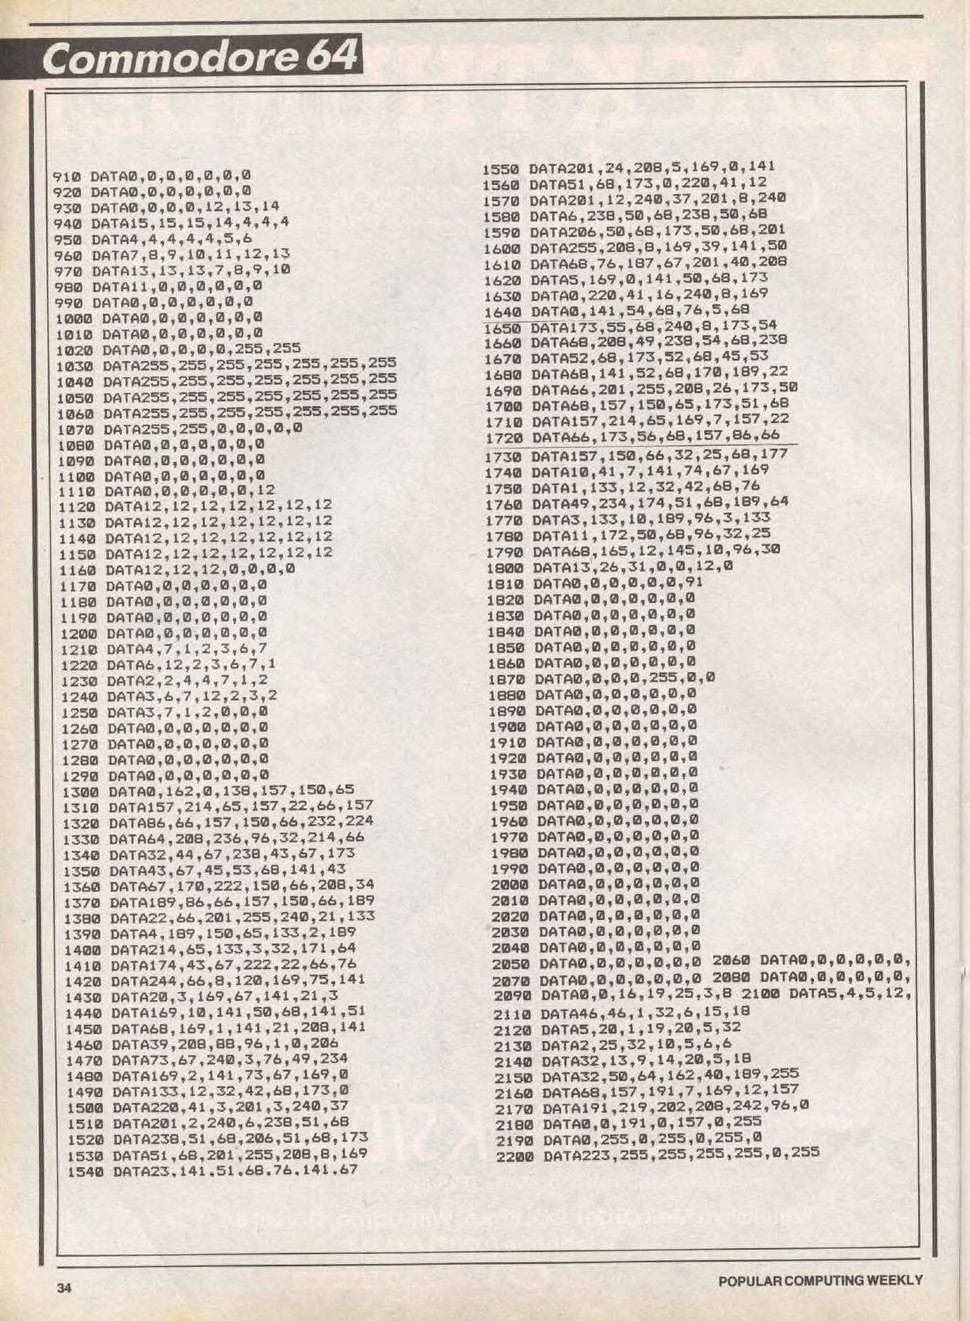 Commodore 64
910 DATA0,0,0,0,0,0,0
920 DATA0,0,0,0,0,0,0
930 DATA0,0,0,0,12,13,14
940 DATA15,15,15,14,4,4,4
950 DATA4,4,4,4,4,5,6
960 DATA7,8,9,10,11,12,13
970 DATA13,13,13,7,8,9,10
980 DATA11,0,0,0,0,0,0
990 DATA0,0,0,0,0,0,0
1000 DATA0,0,0,0,0,0,0
1010 DATA0,0,0,0,0,0,0
1020 DATA0,0,0,0,0,255,255
1030 DATA255,255,255,255,255,255,255
1040 DATA255,255,255,255,255,255,255
1050 DATA255,255,255,255,255,255,255
1060 DATA255,255,255,255,255,255,255
1070 DATA255,255,0,0,0,0,0
1080 DATA0,0,0,0,0,0,0
1090 DATA0,0,0,0,0,0,0
1100 DATA0,0,0,0,0,0,0
1110 DATA0,0,0,0,0,0,12
1120 DATA12,12,12,12,12,12,12
1130 DATA12,12,12,12,12,12,12
1140 DATA12,12,12,12,12,12,12
1150 DATA12,12,12,12,12,12,12
1160 DATA12,12,12,0,0,0,0
1170 DATA0,0,0,0,0,0,0
1180 DATA0,0,0,0,0,0,0
1190 DATA0,0,0,0,0,0,0
1200 DATA0,0,0,0,0,0,0
1210 DATA4,7,1,2,3,6,7
1220 DATA6,12,2,3,6,7,1
1230 DATA2,2,4,4,7,1,2
1240 DATA3,6,7,12,2,3,2
1250 DATA3,7,1,2,0,0,0
1260 DATA0,0,0,0,0,0,0
1270 DATA0,0,0,0,0,0,0
1280 DATA0,0,0,0,0,0,0
1290 DATA0,0,0,0,0,0,0
1300 DATA0,162,0,138,157,150,65
1310 DATA157,214,65,157,22,66,157
1320 DATA86,66,157,150,66,232,224
1330 DATA64,208,236,96,32,214,66
1340 DATA32,44,67,238,43,67,173
1350 DATA43,67,45,53,68,141,43
1360 DATA67,170,222,150,66,208,34
1370 DATA189,86,66,157,150,66,189
1380 DATA22,66,201,255,240,21,133
1390 DATA4,189,150,65,133,2,189
1400 DATA214,65,133,3,32,171,64
1410 DATA174,43,67,222,22,66,76
1420 DATA244,66,8,120,169,75,141
1430 DATA20,3,169,67,141,21,3
1440 DATA169,10,141,50,68,141,51
1450 DATA68,169,1,141,21,208,141
1460 DATA39,208,88,96,1,0,206
1470 DATA73,67,240,3,76,49,234
1480 DATA169,2,141,73,67,169,0
1490 DATA133,12,32,42,68,173,0
1500 DATA220,41,3,201,3,240,37
1510 DATA201,2,240,6,238,51,68
1520 DATA238,51,68,206,51,68,173
1530 DATA51,68,201,255,208,8,169
1540 DATA23,141,51,68,76,141,67
1550 DATA201,24,208,5,169,0,141
1560 DATA51,68,173,0,220,41,12
1570 DATA201,12,240,37,201,8,240
1580 DATA6,238,50,68,238,50,68
1590 DATA206,50,68,173,50,68,201
1600 DATA255,208,8,169,39,141,50
1610 DATA68,76,187,67,201,40,208
1620 DATA5,169,0,141,50,68,173
1630 DATA0,220,41,16,240,8,169
1640 DATA0,141,54,68,76,5,68
1650 DATA173,55,68,240,8,173,54
1660 DATA68,208,49,238,54,68,238
1670 DATA52,68,173,52,68,45,53
1680 DATA68,141,52,68,170,189,22
1690 DATA66,201,255,208,26,173,50
1700 DATA68,157,150,65,173,51,68
1710 DATA157,214,65,169,7,157,22
1720 DATA66,173,56,68,157,86,66
1730 DATA157,150,66,32,25,68,177
1740 DATA10,41,7,141,74,67,169
1750 DATA1,133,12,32,42,68,76
1760 DATA49,234,174,51,68,189,64
1770 DATA3,133,10,189,96,3,133
1780 DATA11,172,50,68,96,32,25
1790 DATA68,165,12,145,10,96,30
1800 DATA13,26,31,0,0,12,0
1810 DATA0,0,0,0,0,0,91
1820 DATA0,0,0,0,0,0,0
1830 DATA0,0,0,0,0,0,0
1840 DATA0,0,0,0,0,0,0
1850 DATA0,0,0,0,0,0,0
1860 DATA0,0,0,0,0,0,0
1870 DATA0,0,0,0,255,0,0
1880 DATA0,0,0,0,0,0,0
1890 DATA0,0,0,0,0,0,0
1900 DATA0,0,0,0,0,0,0
1910 DATA0,0,0,0,0,0,0
1920 DATA0,0,0,0,0,0,0
1930 DATA0,0,0,0,0,0,0
1940 DATA0,0,0,0,0,0,0
1950 DATA0,0,0,0,0,0,0
1960 DATA0,0,0,0,0,0,0
1970 DATA0,0,0,0,0,0,0
1980 DATA0,0,0,0,0,0,0
1990 DATA0,0,0,0,0,0,0
2000 DATA0,0,0,0,0,0,0
2010 DATA0,0,0,0,0,0,0
2020 DATA0,0,0,0,0,0,0
2030 DATA0,0,0,0,0,0,0
2040 DATA0,0,0,0,0,0,0
2050 DATA0,0,0,0,0,0,0 2060 DATA0,0,0,0,0,0,
2070 DATA0,0,0,0,0,0,0 2080 DATA0,0,0,0,0,0,
2090 DATA0,0,16,19,25,3,8 2100 DATA5,4,5,12,
2110 DATA46,46,1,32,6,15,18
2120 DATA5,20,1,19,20,5,32
2130 DATA2,25,32,10,5,6,6
2140 DATA32,13,9,14,20,5,18
2150 DATA32,50,64,162,40,189,255
2160 DATA68,157,191,7,169,12,157
2170 DATA191,219,202,208,242,96,0
2180 DATA0,0,191,0,157,0,255
2190 DATA0,255,0,255,0,255,0
2200 DATA223,255,255,255,255,0,255
34
POPULAR COMPUTING WEEKLY